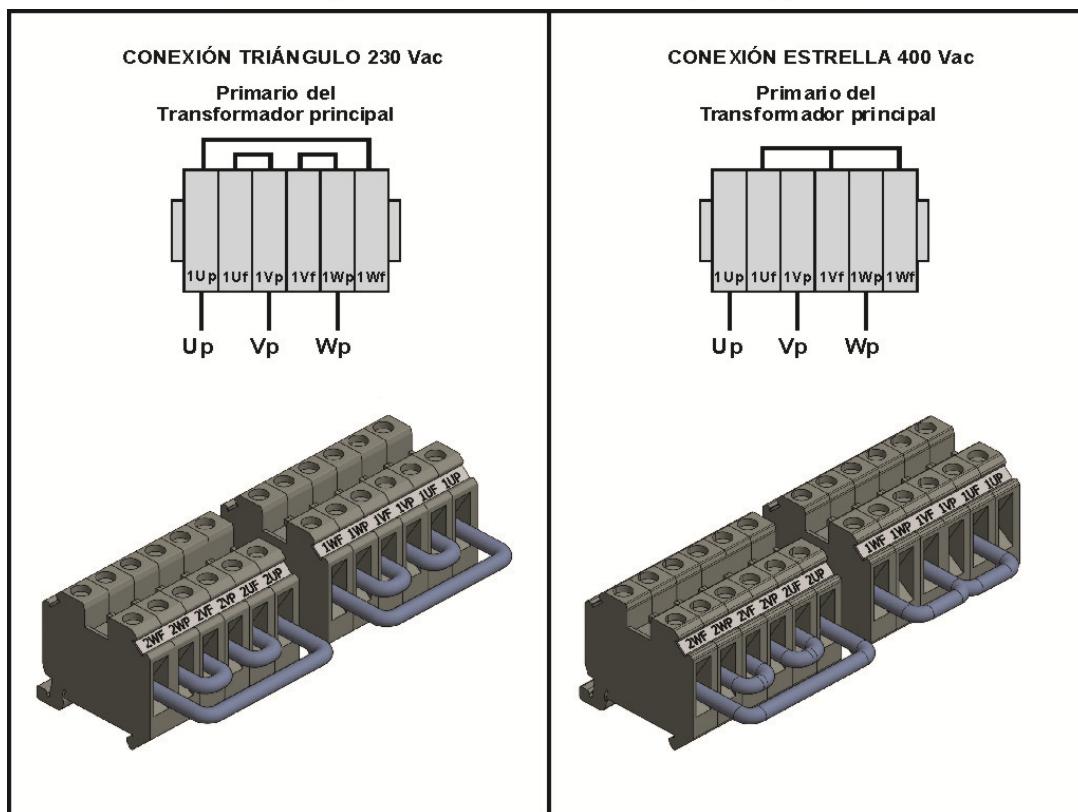 CONEXIÓN TRIÁNGULO 230 Vac
Primario del
Transformador principal
1Up 1Uf 1Vp 1Vf 1Wp 1Wf
Up Vp Wp
1WF 1WP 1VF 1VP 1UF 1UP
2WF 2WP 2VF 2VP 2UF 2UP
CONEXIÓN ESTRELLA 400 Vac
Primario del
Transformador principal
1Up 1Uf 1Vp 1Vf 1Wp 1Wf
Up Vp Wp
1WF 1WP 1VF 1VP 1UF 1UP
2WF 2WP 2VF 2VP 2UF 2UP